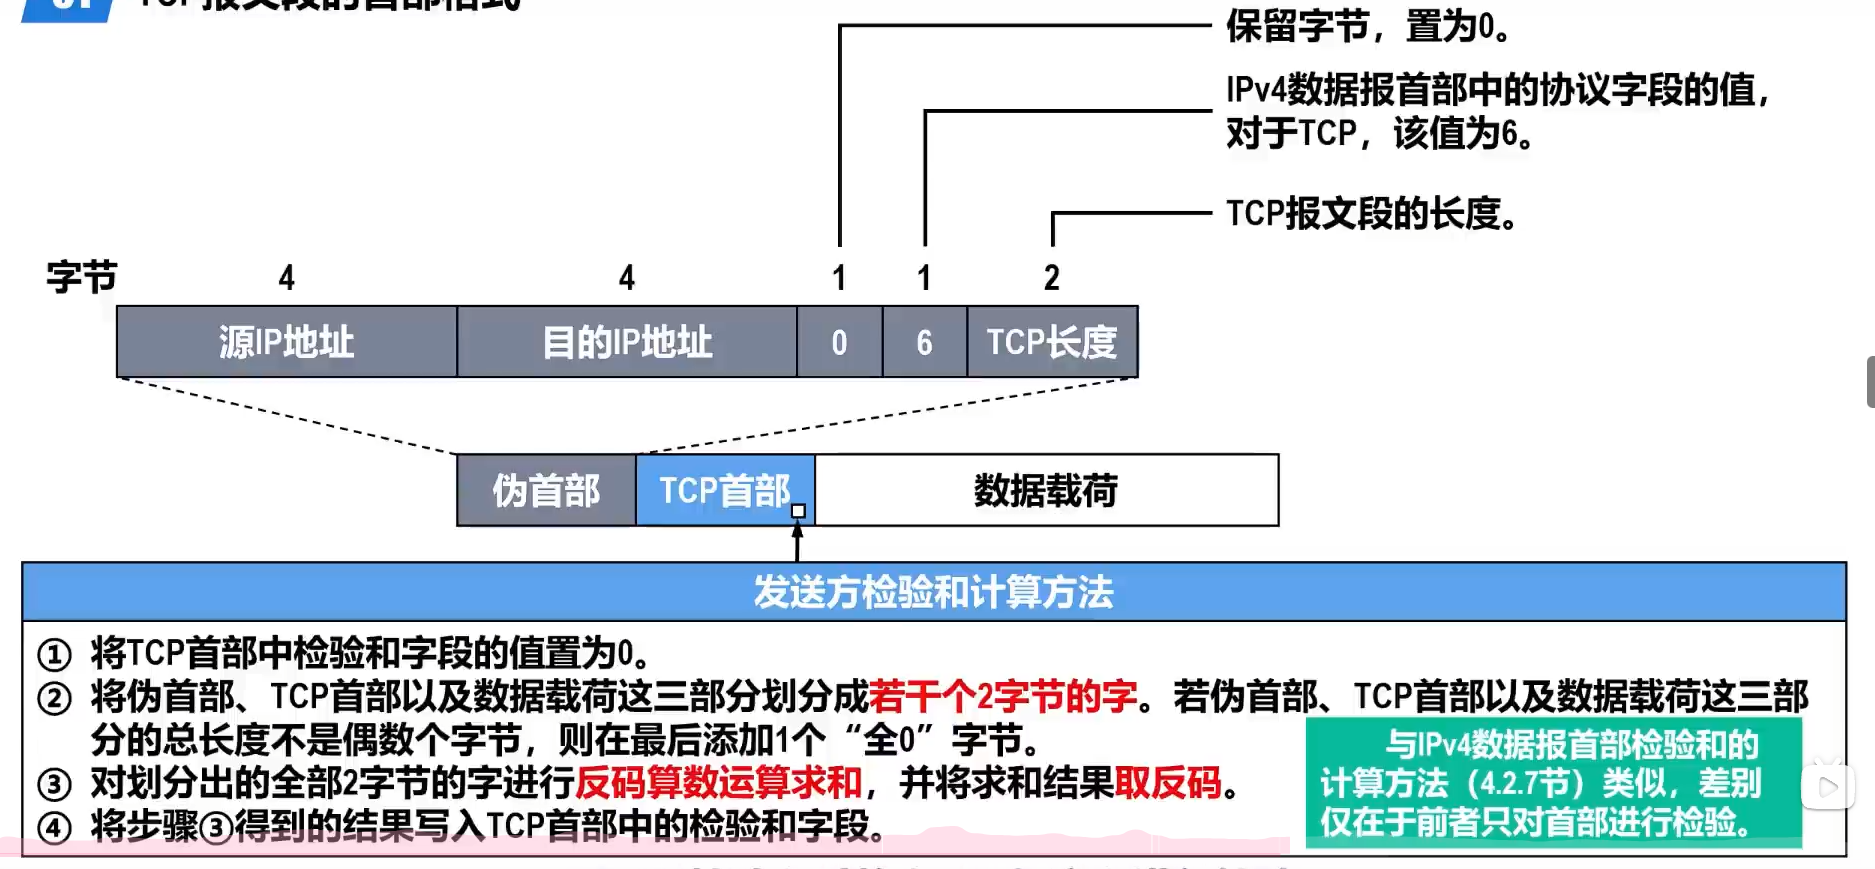 TCP报文段的首部格式
保留字节，置为0。
IPv4数据报首部中的协议字段的值，
对于TCP，该值为6。
TCP报文段的长度。
字节 4 4 1 1 2
源IP地址 目的IP地址 0 6 TCP长度
伪首部 TCP首部 数据载荷
发送方检验和计算方法
① 将TCP首部中检验和字段的值置为0。
② 将伪首部、TCP首部以及数据载荷这三部分划分成若干个2字节的字。若伪首部、TCP首部以及数据载荷这三部
分的总长度不是偶数个字节，则在最后添加1个“全0”字节。
③ 对划分出的全部2字节的字进行反码算数运算求和，并将求和结果取反码。
④ 将步骤③得到的结果写入TCP首部中的检验和字段。
与IPv4数据报首部检验和的
计算方法（4.2.7节）类似，差别
仅在于前者只对首部进行检验。